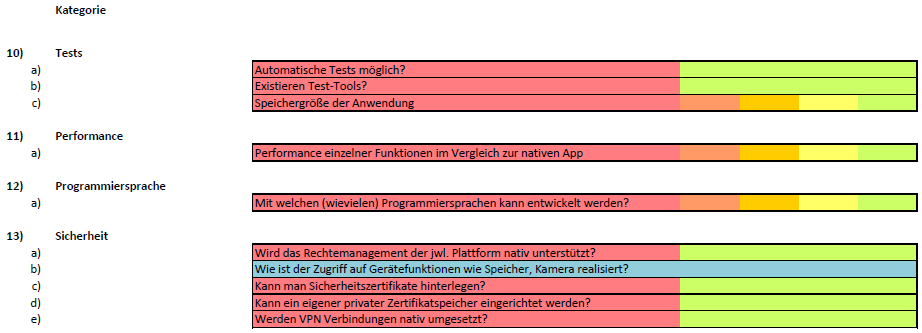 Kategorie
10) Tests
a) Automatische Tests möglich?
b) Existieren Test-Tools?
c) Speichergröße der Anwendung
11) Performance
a) Performance einzelner Funktionen im Vergleich zur nativen App
12) Programmiersprache
a) Mit welchen (wievielen) Programmiersprachen kann entwickelt werden?
13) Sicherheit
a) Wird das Rechtemanagement der jwl. Plattform nativ unterstützt?
b) Wie ist der Zugriff auf Gerätefunktionen wie Speicher, Kamera realisiert?
c) Kann man Sicherheitszertifikate hinterlegen?
d) Kann ein eigener privater Zertifikatspeicher eingerichtet werden?
e) Werden VPN Verbindungen nativ umgesetzt?